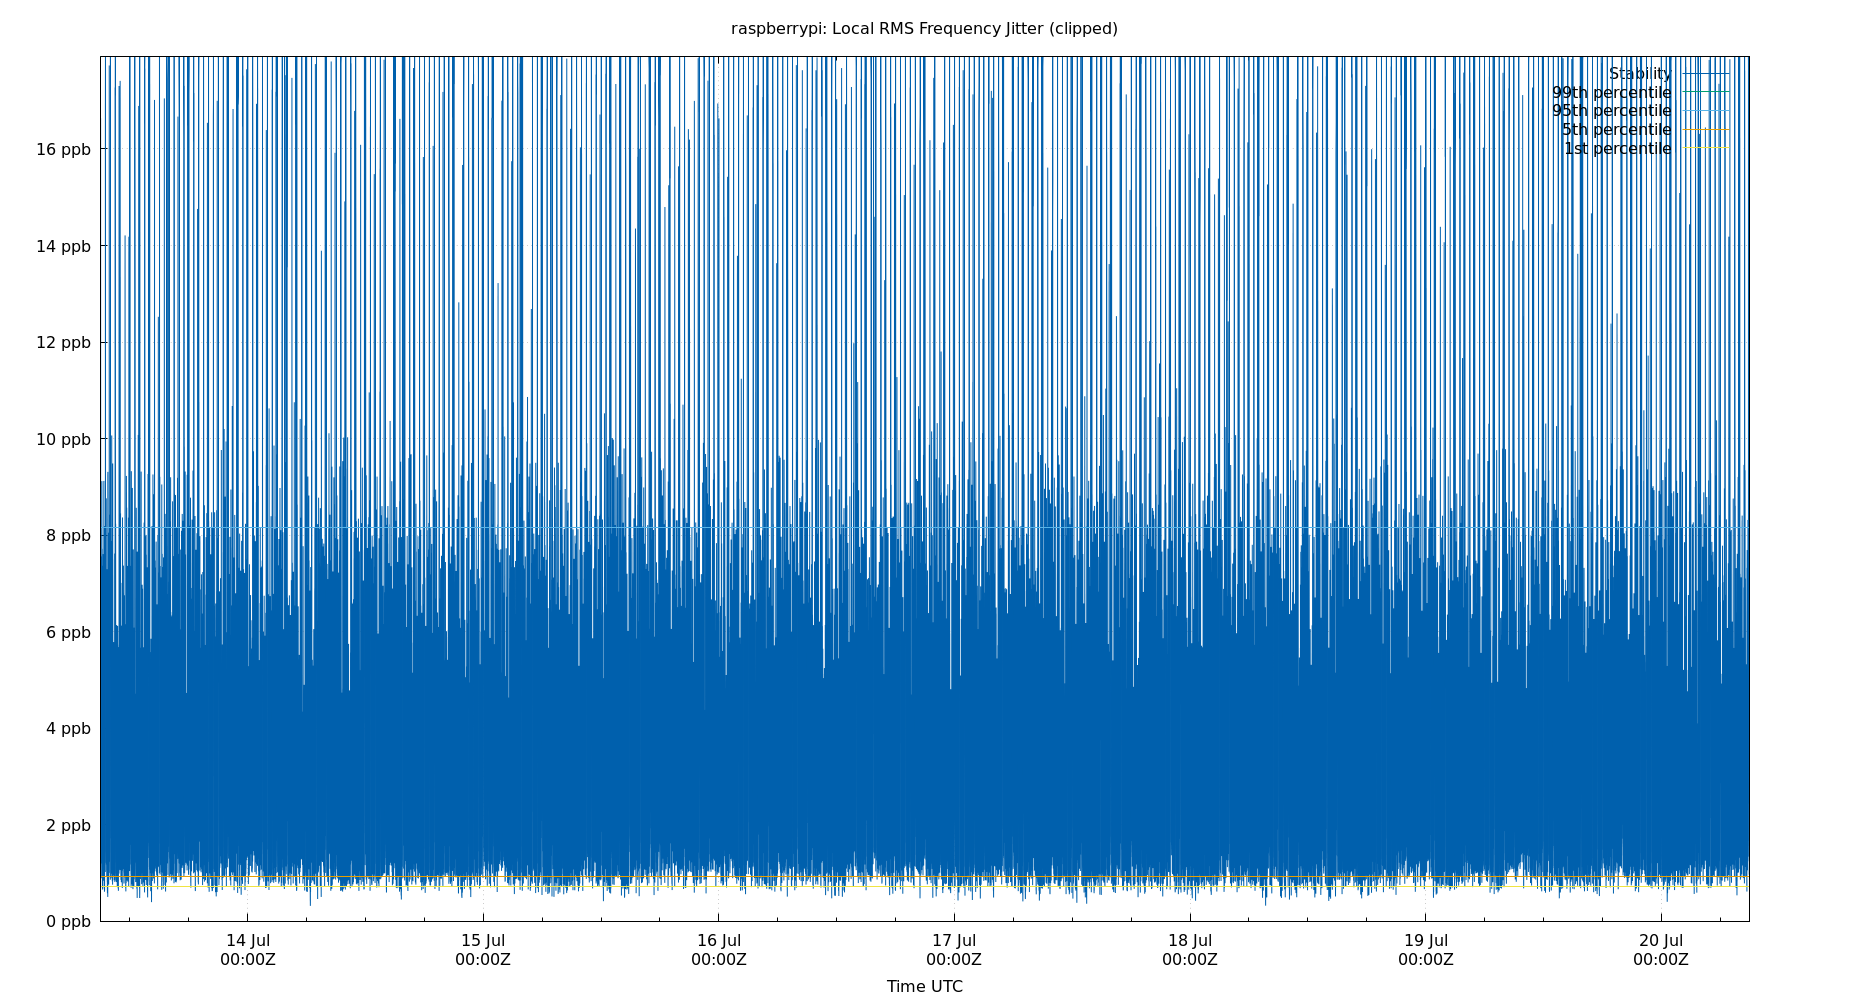 raspberrypi: Local RMS Frequency Jitter (clipped)
Stability
99th percentile
95th percentile
5th percentile
1st percentile
16 ppb
14 ppb
12 ppb
10 ppb
8 ppb
6 ppb
4 ppb
2 ppb
0 ppb
14 Jul 15 Jul 16 Jul 17 Jul 18 Jul 19 Jul 20 Jul
00:00Z 00:00Z 00:00Z 00:00Z 00:00Z 00:00Z 00:00Z
Time UTC